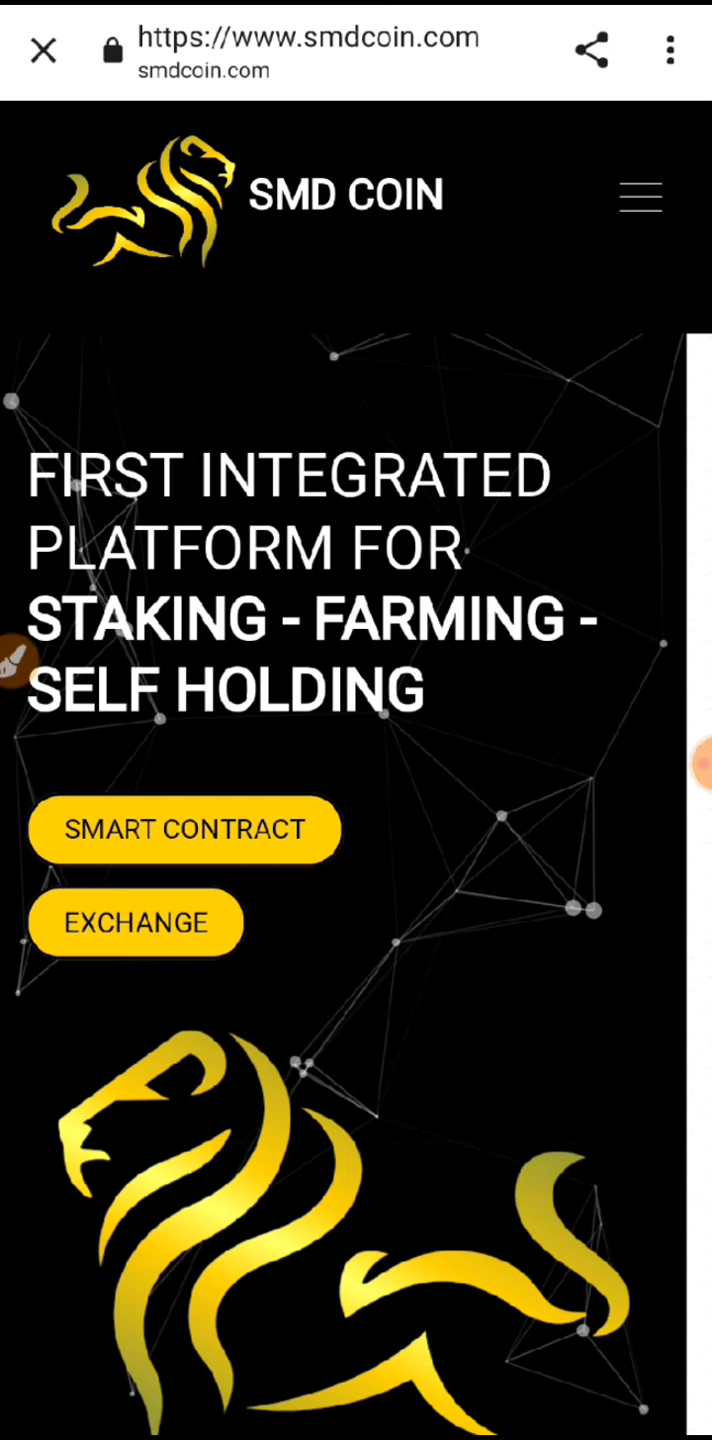 https://www.smdcoin.com
smdcoin.com
SMD COIN
FIRST INTEGRATED
PLATFORM FOR
STAKING - FARMING -
SELF HOLDING
SMART CONTRACT
EXCHANGE